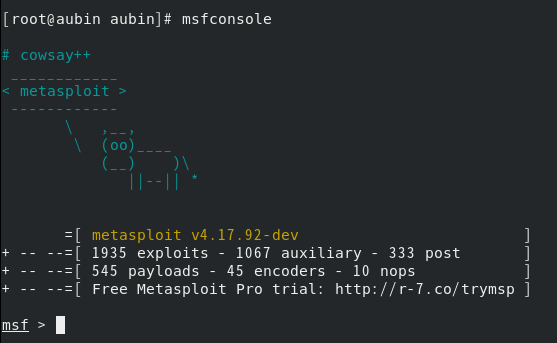 [root@aubin aubin]# msfconsole

# cowsay++
 ____________
< metasploit >
 ------------
       \   ,__,
        \  (oo)____
           (__)    )\
              ||--|| *


       =[ metasploit v4.17.92-dev                         ]
+ -- --=[ 1935 exploits - 1067 auxiliary - 333 post       ]
+ -- --=[ 545 payloads - 45 encoders - 10 nops            ]
+ -- --=[ Free Metasploit Pro trial: http://r-7.co/trymsp ]

msf >